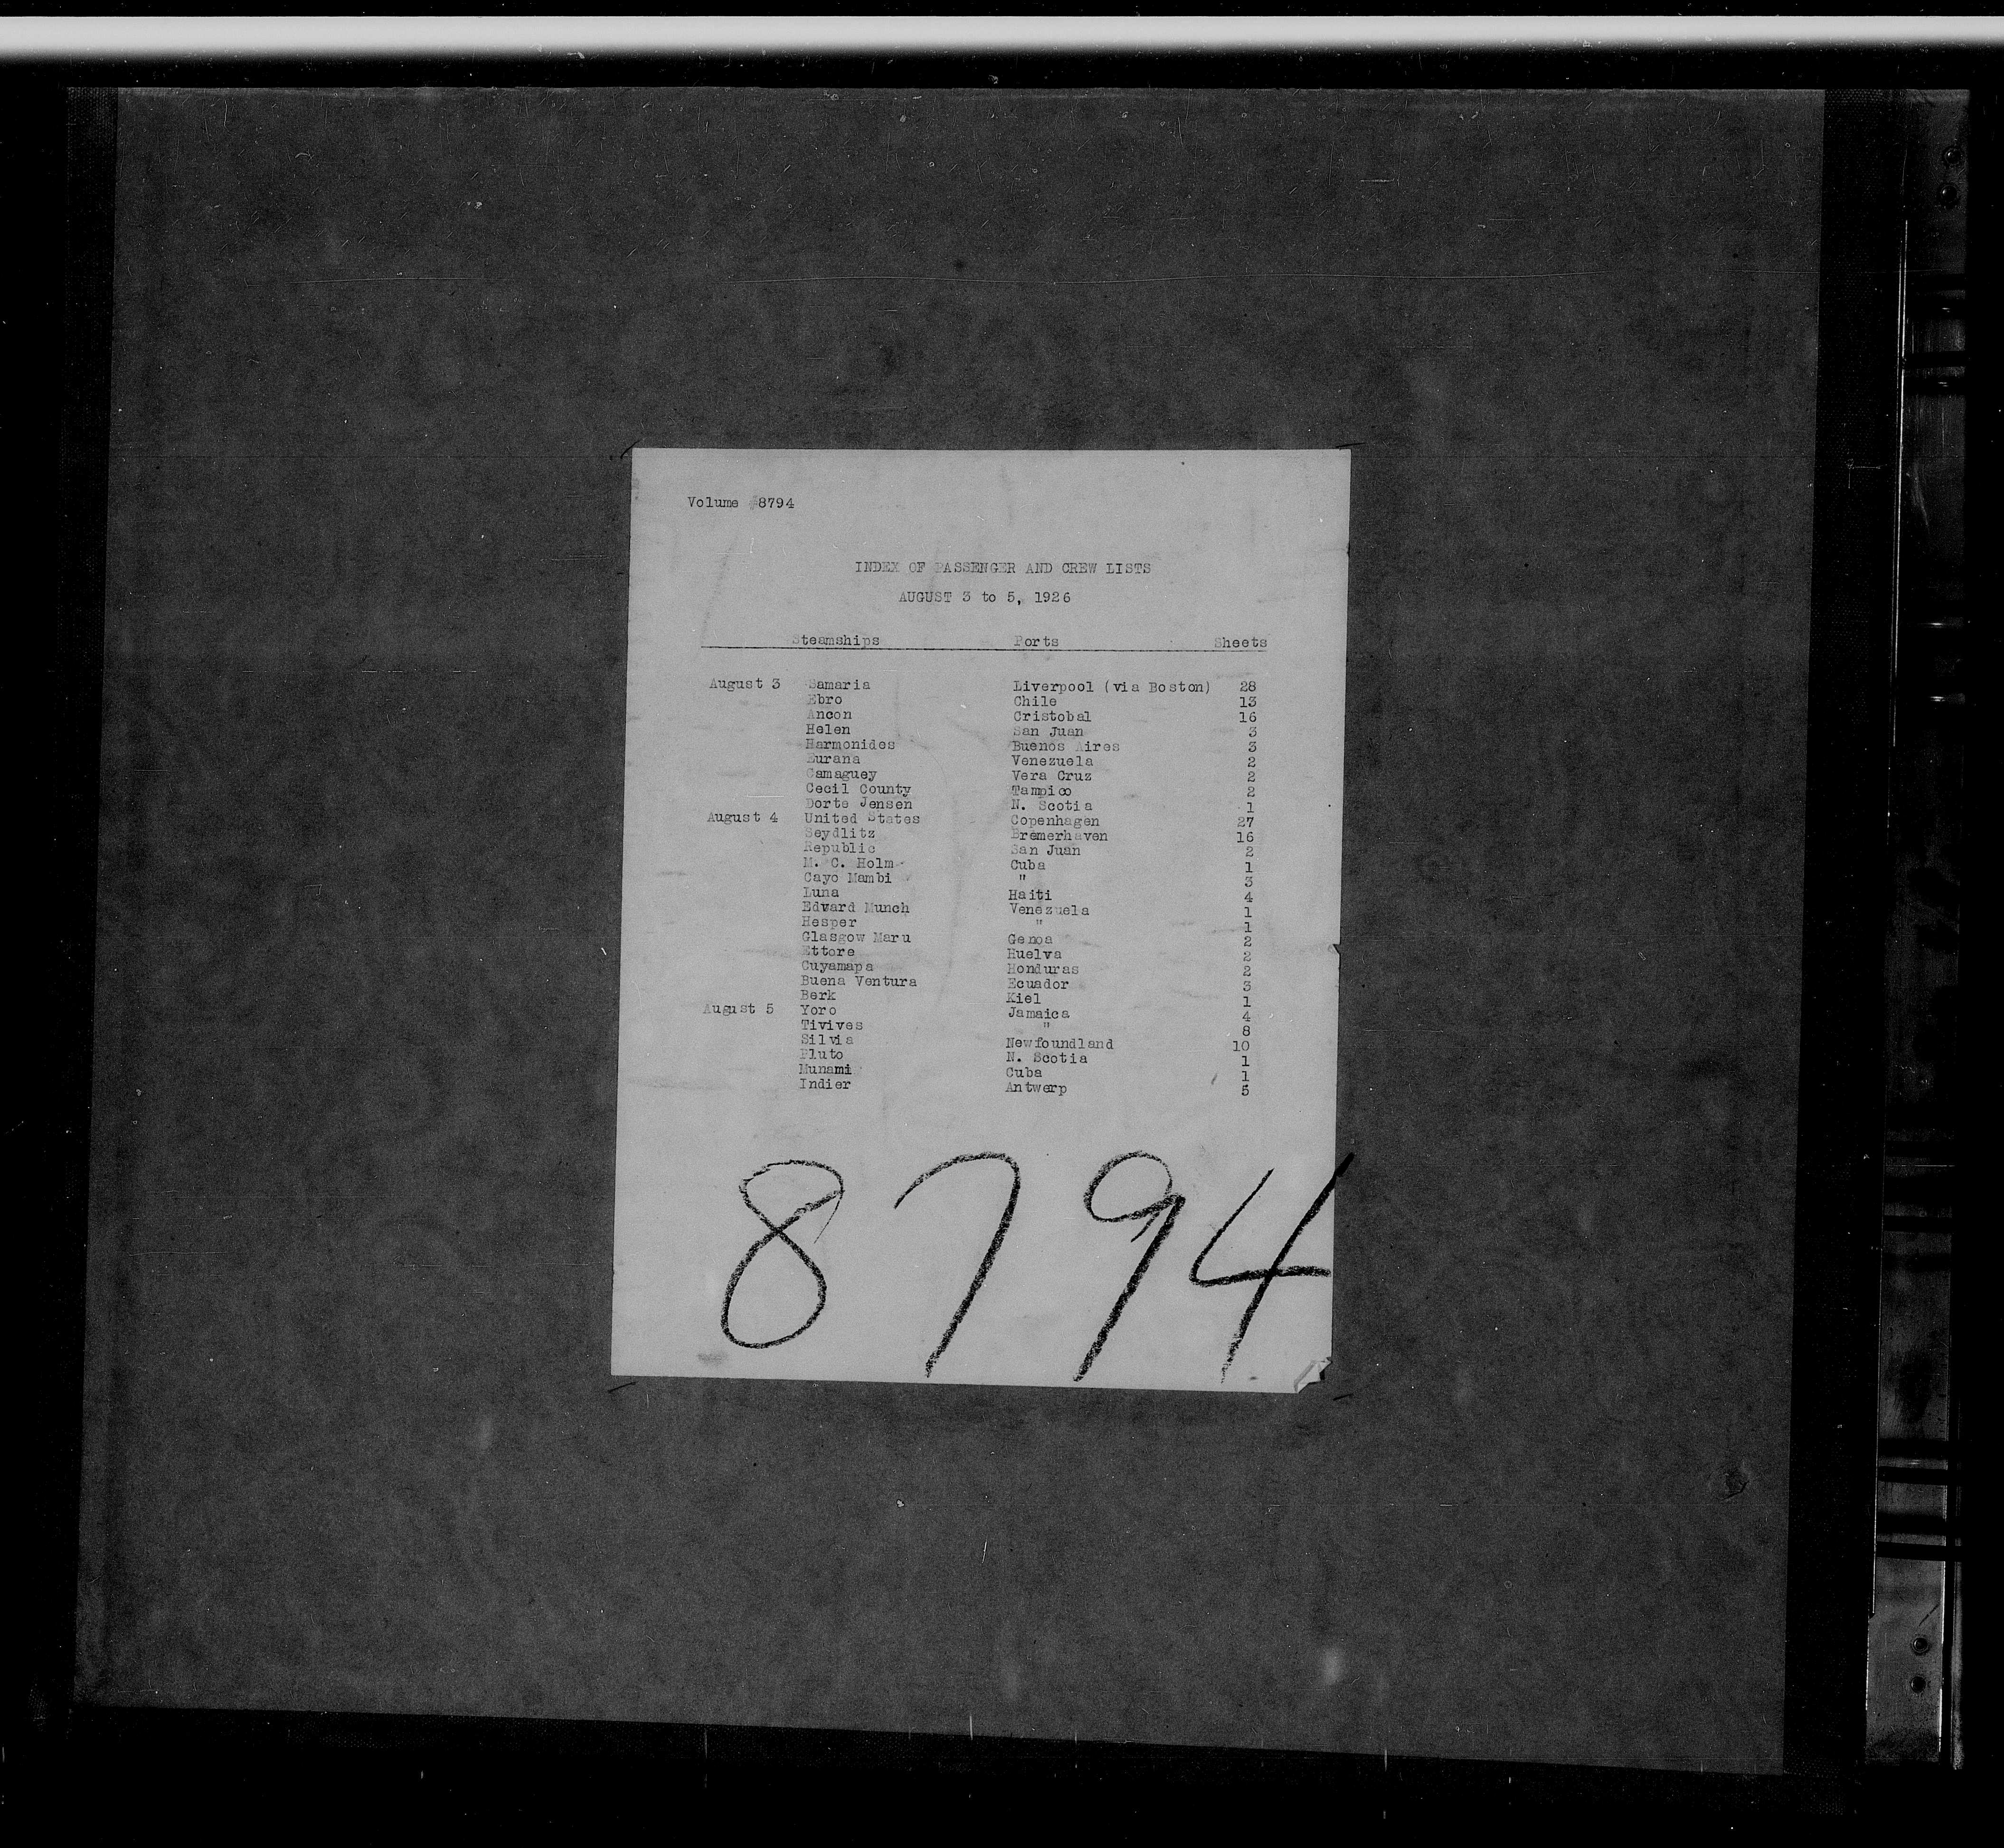 Volume #8794
INDEX OF PASSENGER AND CREW LISTS
AUGUST 3 to 5, 1926
Steamships Ports Sheets
August 3 Samaria Liverpool (via Boston) 28
Ebro Chile 13
Ancon Cristobal 16
Helen San Juan 3
Harmonides Buenos Aires 3
Eurana Venezuela 2
Camaguey Vera Cruz 2
Cecil County Tampico 2
Dorte Jensen N. Scotia 1
August 4 United States Copenhagen 27
Seydlitz Bremerhaven 16
Republic San Juan 2
M. C. Holm Cuba 1
Cayo Mambi " 3
Luna Haiti 4
Edvard Munch Venezuela 1
Hesper " 1
Glasgow Maru Genoa 2
Ettore Huelva 2
Cuyamapa Honduras 2
Buena Ventura Ecuador 3
Berk Kiel 1
August 5 Yoro Jamaica 4
Tivives " 8
Silvia Newfoundland 10
Pluto N. Scotia 1
Munami Cuba 1
Indier Antwerp 5
8794